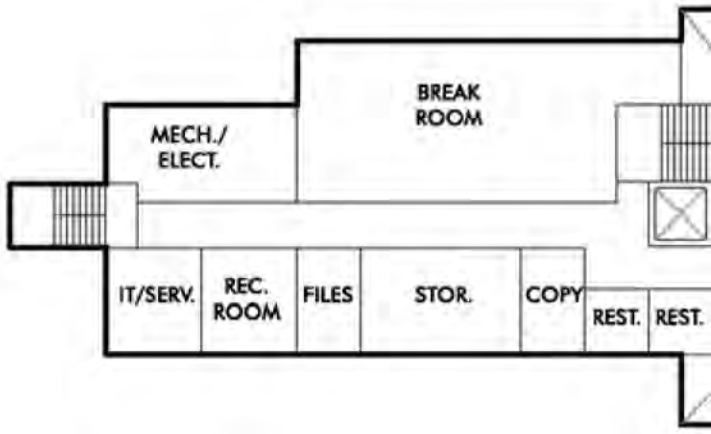 BREAK
ROOM
MECH./
ELECT.
IT/SERV.
REC.
ROOM
FILES
STOR.
COPY
REST.
REST.